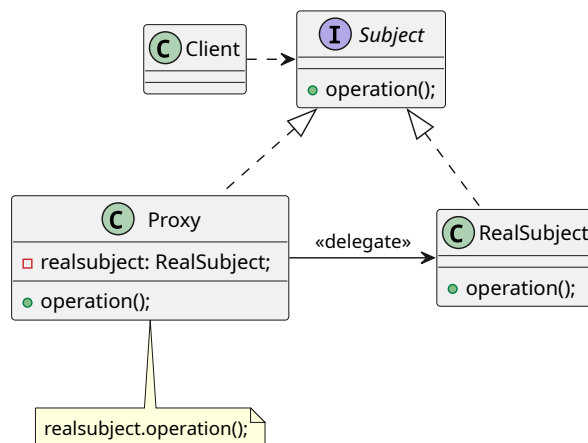 C Client
I Subject
+ operation();
C Proxy
realsubject: RealSubject;
operation();
«delegate»
C RealSubject
operation();
realsubject.operation();